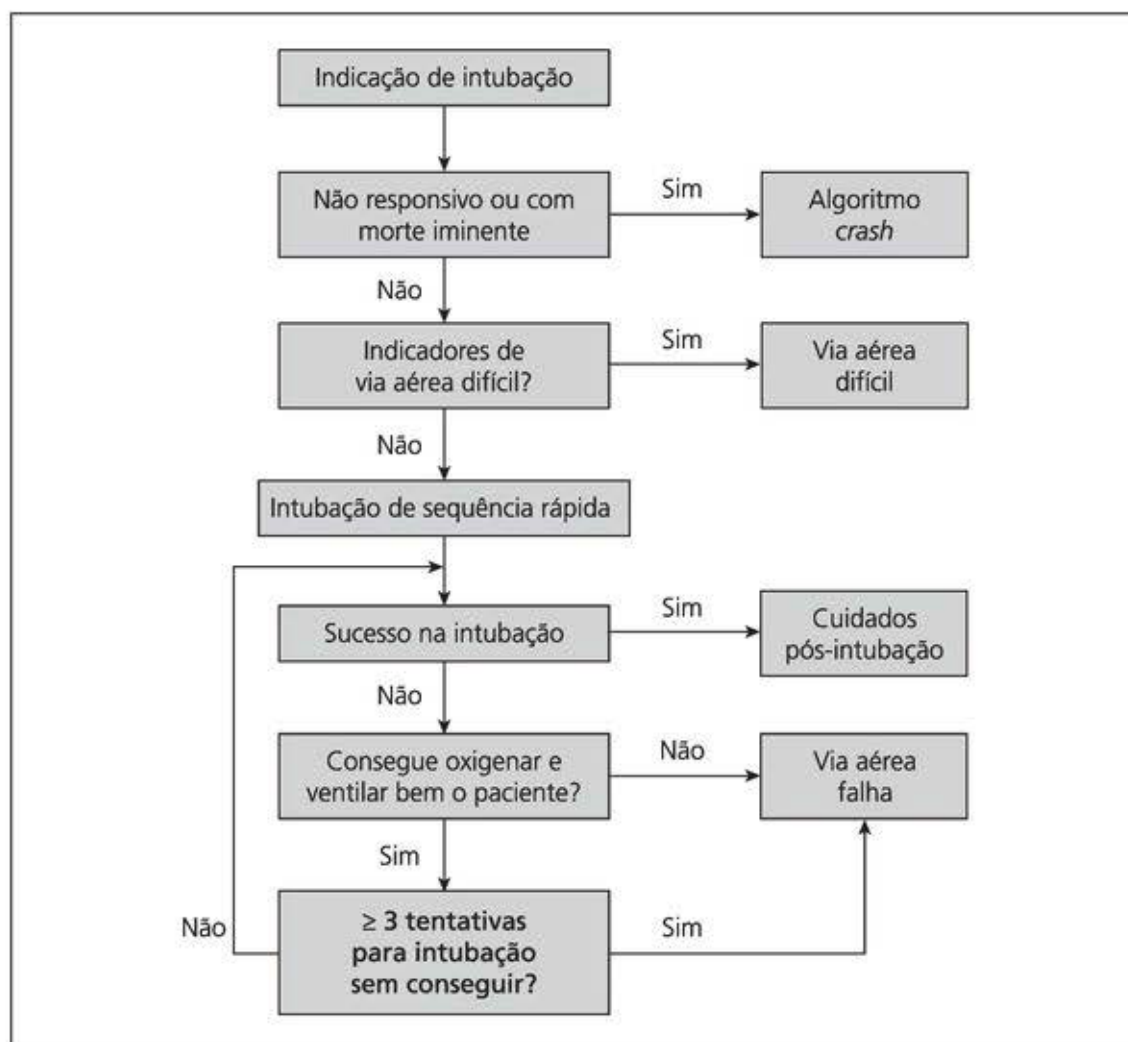 Indicação de intubação
Não responsivo ou com
morte iminente
Sim
Algoritmo
crash
Não
Indicadores de
via aérea difícil?
Sim
Via aérea
difícil
Não
Intubação de sequência rápida
Sucesso na intubação
Sim
Cuidados
pós-intubação
Não
Consegue oxigenar e
ventilar bem o paciente?
Não
Via aérea
falha
Sim
≥ 3 tentativas
para intubação
sem conseguir?
Não
Sim